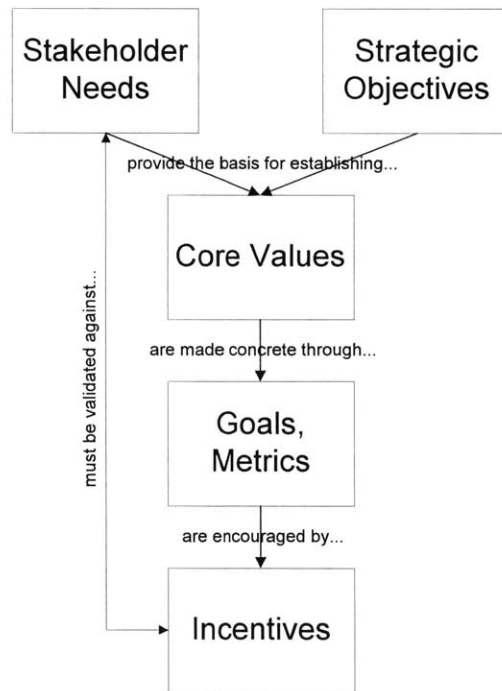 Stakeholder
Needs
Strategic
Objectives
provide the basis for establishing...
Core Values
are made concrete through...
must be validated against...
Goals,
Metrics
are encouraged by...
Incentives